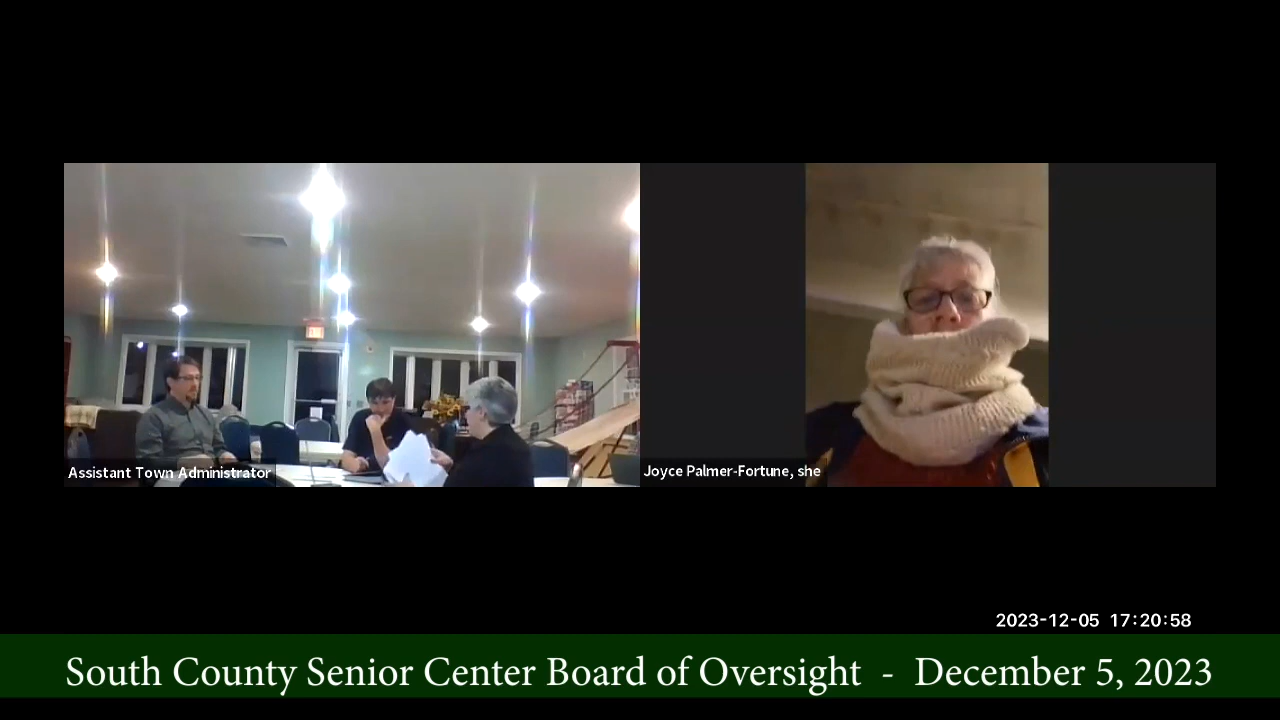 Assistant Town Administrator
Joyce Palmer-Fortune, she
2023-12-05 17:20:58
South County Senior Center Board of Oversight - December 5, 2023